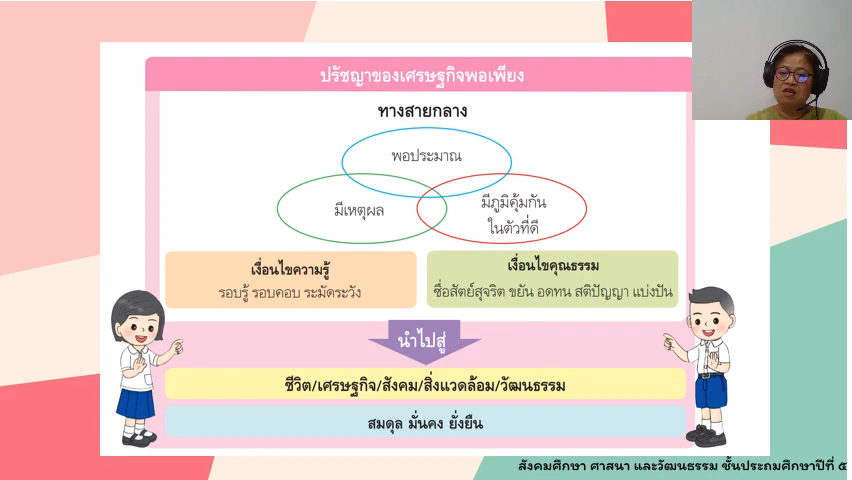 ปรัชญาของเศรษฐกิจพอเพียง
ทางสายกลาง
พอประมาณ
มีเหตุผล
มีภูมิคุ้มกัน
ในตัวที่ดี
เงื่อนไขความรู้
รอบรู้ รอบคอบ ระมัดระวัง
เงื่อนไขคุณธรรม
ซื่อสัตย์สุจริต ขยัน อดทน สติปัญญา แบ่งปัน
นำไปสู่
ชีวิต/เศรษฐกิจ/สังคม/สิ่งแวดล้อม/วัฒนธรรม
สมดุล มั่นคง ยั่งยืน
สังคมศึกษา ศาสนา และวัฒนธรรม ชั้นประถมศึกษาปีที่ ๕